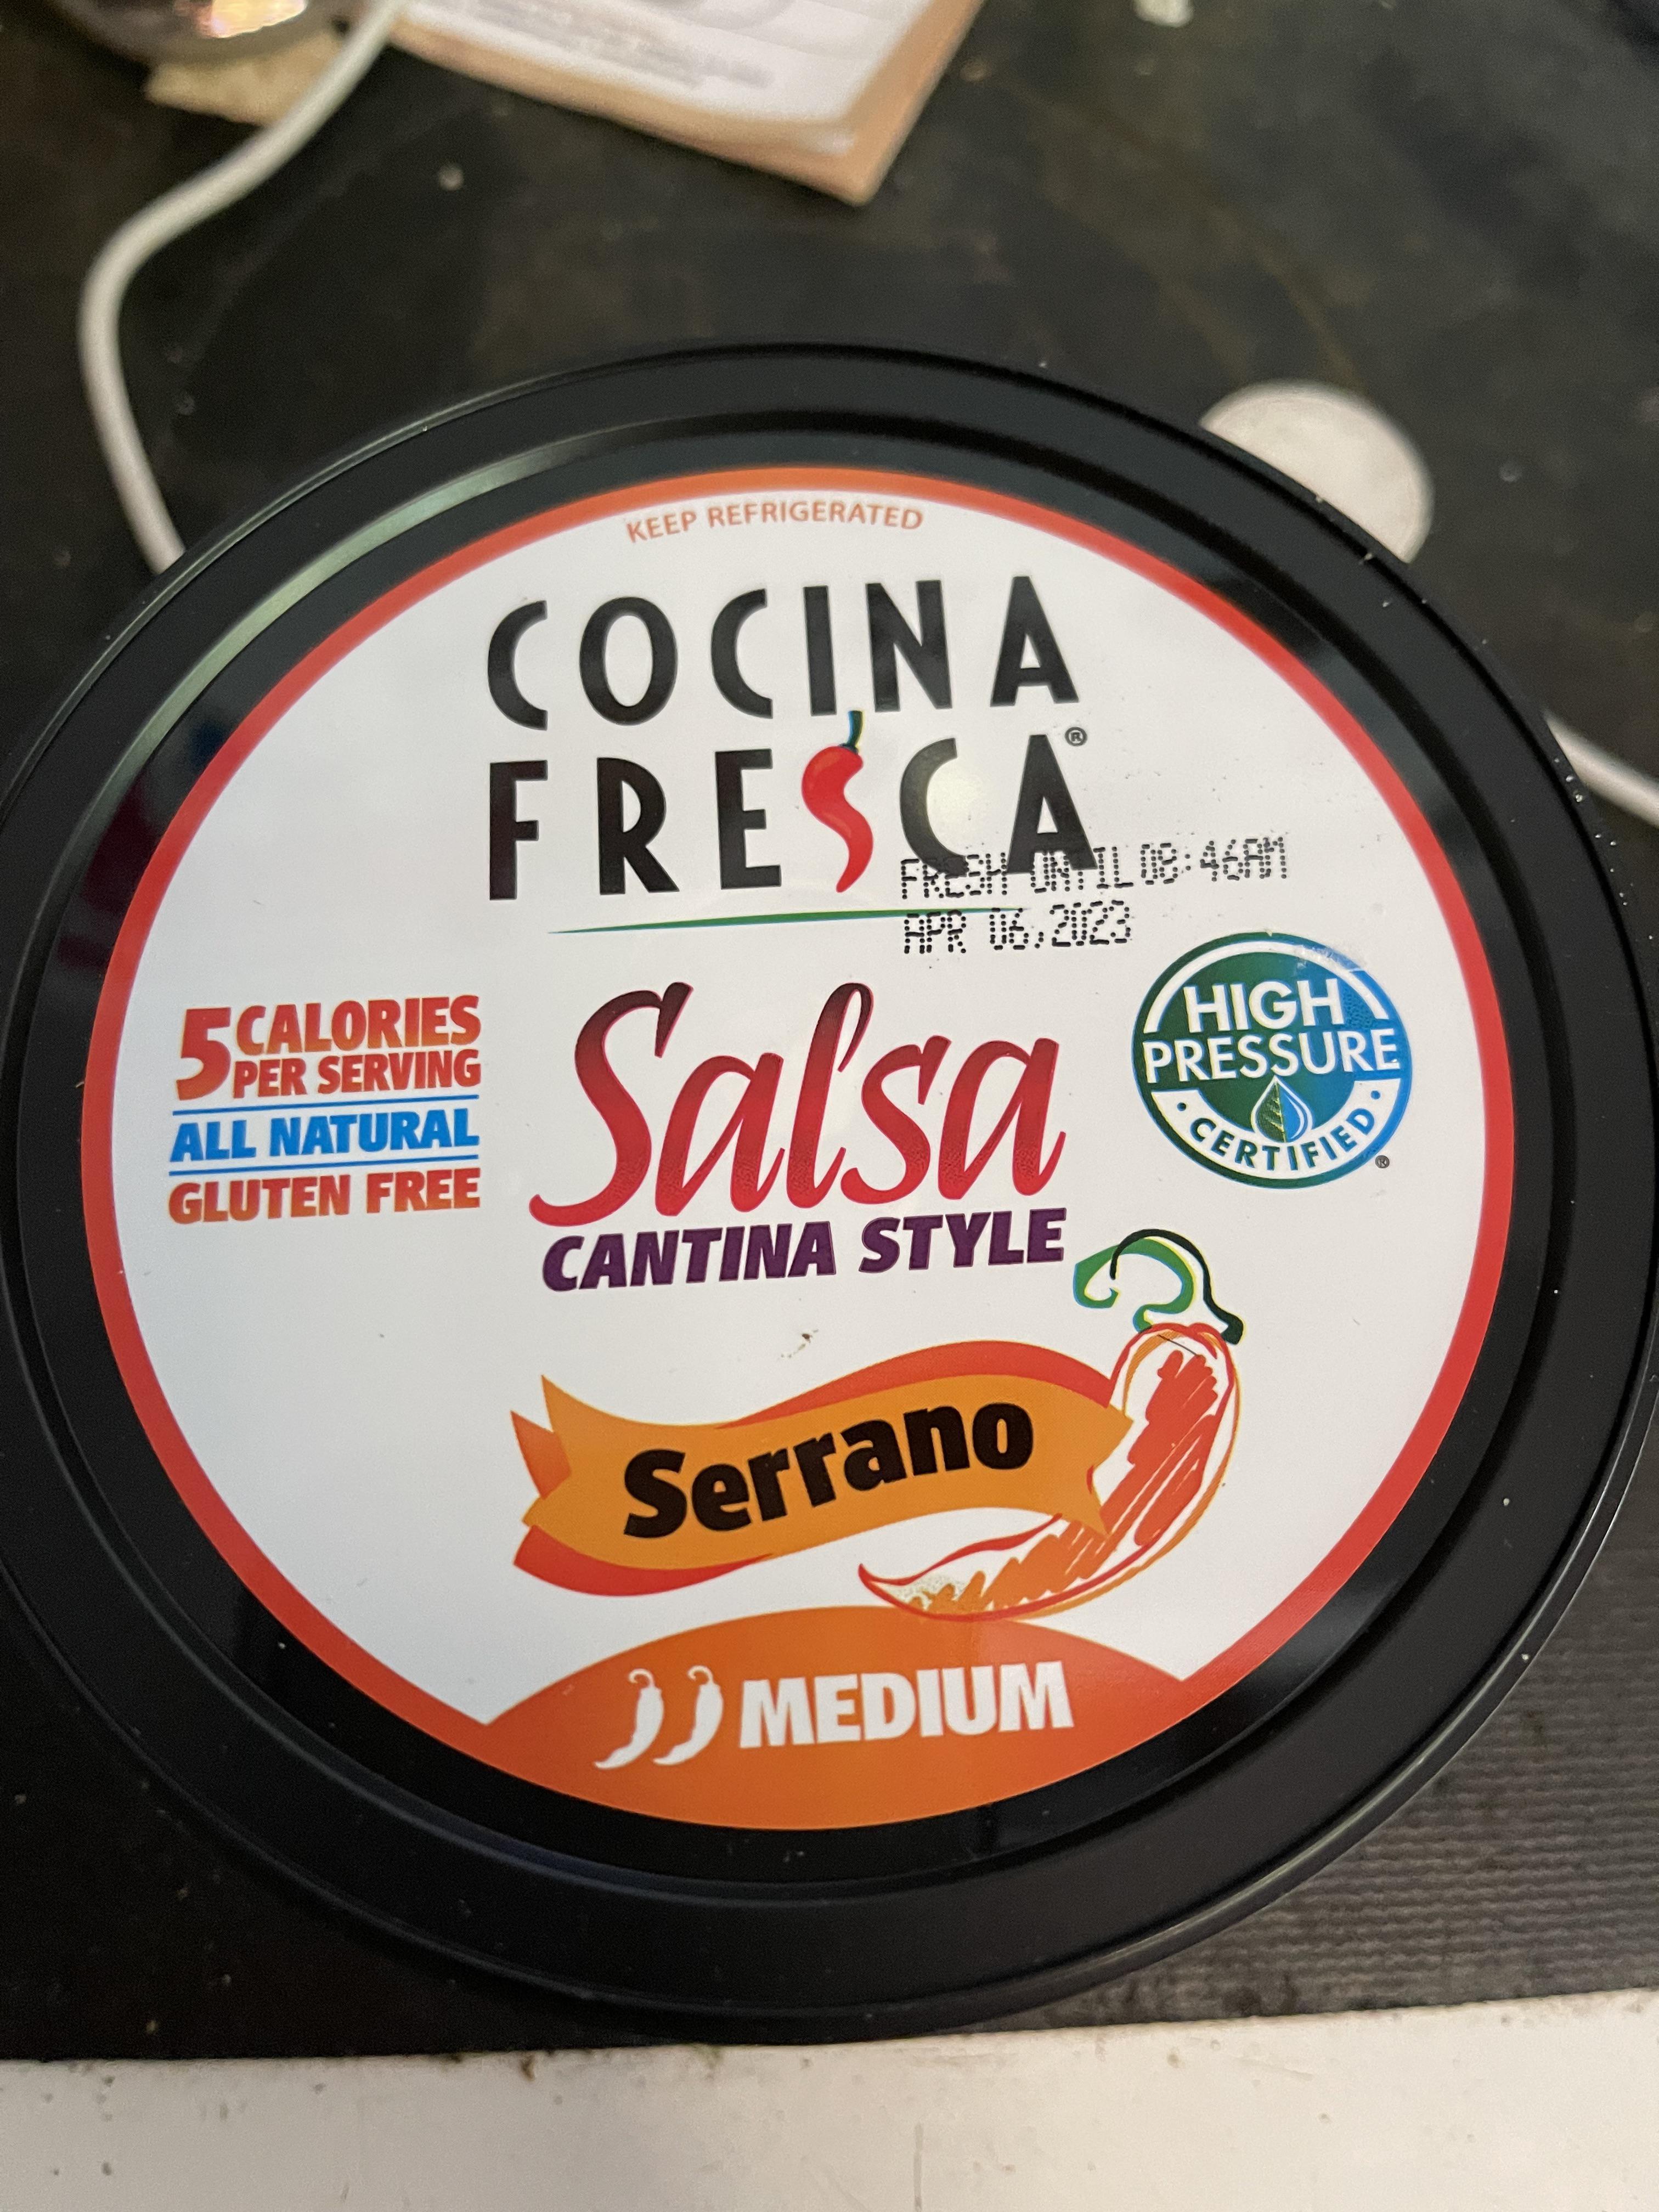 KEEP REFRIGERATED
COCINA
FRESCA®
FRESH UNTIL 08:46AM
APR 06,2023
5 CALORIES
PER SERVING
ALL NATURAL
GLUTEN FREE
Salsa
CANTINA STYLE
HIGH
PRESSURE
CERTIFIED®
Serrano
MEDIUM